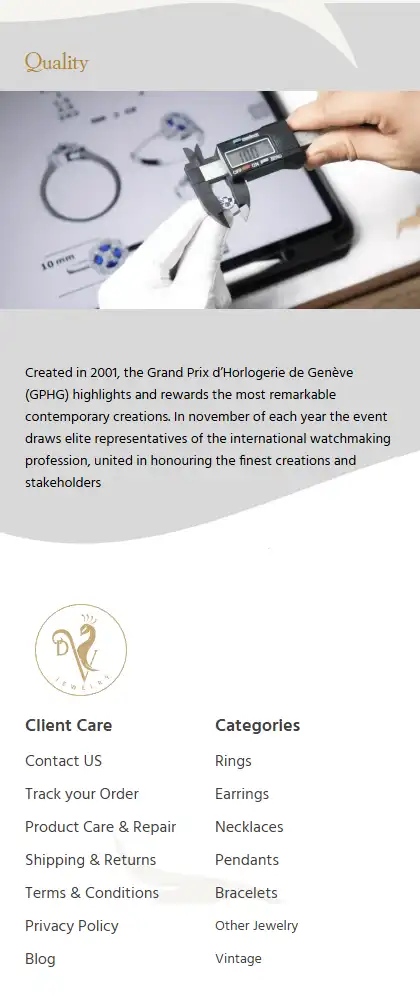 Quality
10 mm
OFF ON ZERO
Created in 2001, the Grand Prix d’Horlogerie de Genève
(GPHG) highlights and rewards the most remarkable
contemporary creations. In november of each year the event
draws elite representatives of the international watchmaking
profession, united in honouring the finest creations and
stakeholders
DV
JEWELRY
Client Care
Contact US
Track your Order
Product Care & Repair
Shipping & Returns
Terms & Conditions
Privacy Policy
Blog
Categories
Rings
Earrings
Necklaces
Pendants
Bracelets
Other Jewelry
Vintage